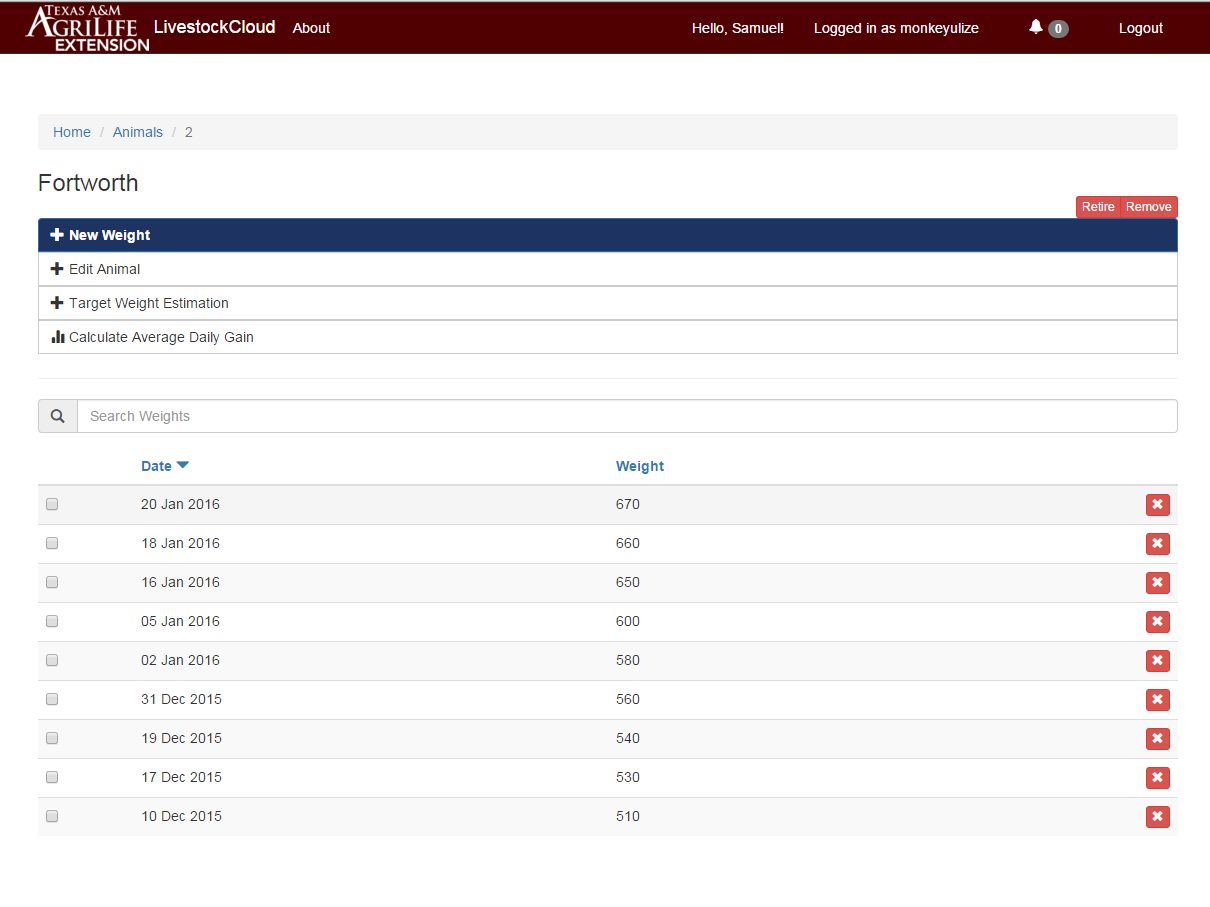 TEXAS A&M
AGRILIFE
EXTENSION
LivestockCloud About Hello, Samuel! Logged in as monkeyulize 0 Logout
Home / Animals / 2
Fortworth
Retire Remove
New Weight
Edit Animal
Target Weight Estimation
Calculate Average Daily Gain
Search Weights
Date Weight
20 Jan 2016 670
18 Jan 2016 660
16 Jan 2016 650
05 Jan 2016 600
02 Jan 2016 580
31 Dec 2015 560
19 Dec 2015 540
17 Dec 2015 530
10 Dec 2015 510